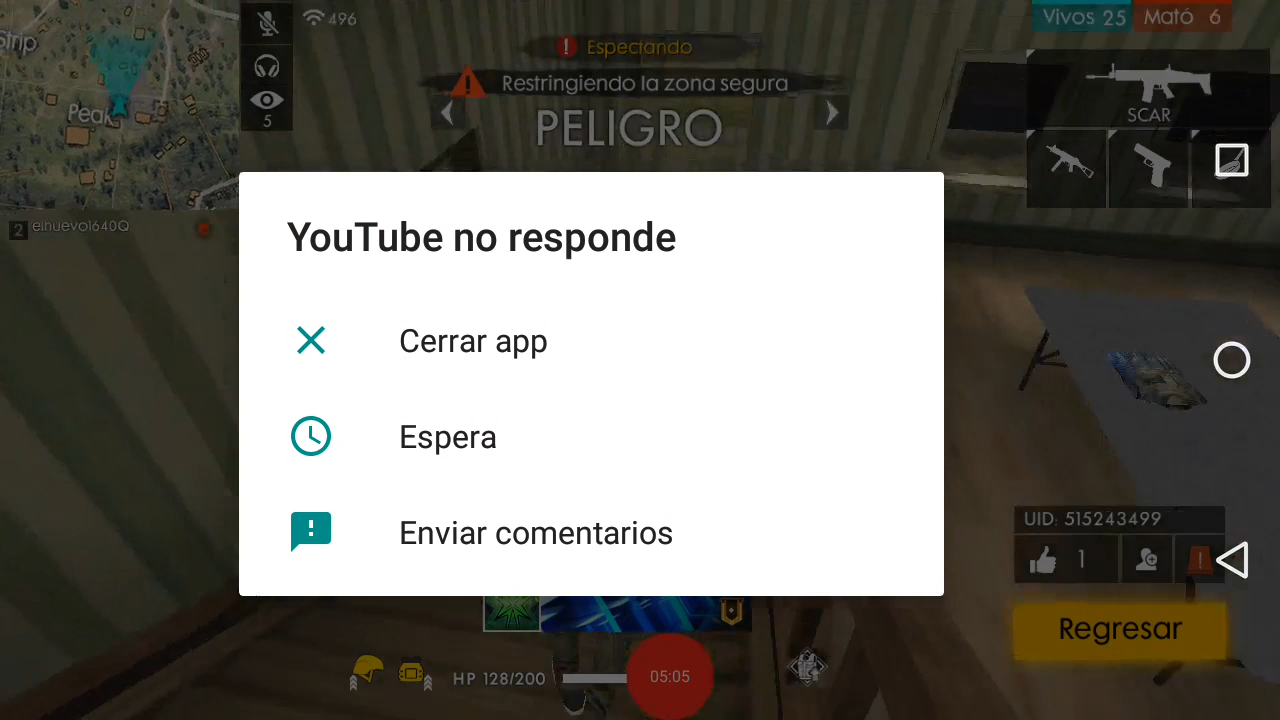 Strip
496
Vivos 25
Mató 6
! Espectando
Restringiendo la zona segura
PELIGRO
5
Peak
SCAR
2 elnuevo1640Q
YouTube no responde
Cerrar app
Espera
Enviar comentarios
UID: 515243499
1
Regresar
HP 128/200
05:05